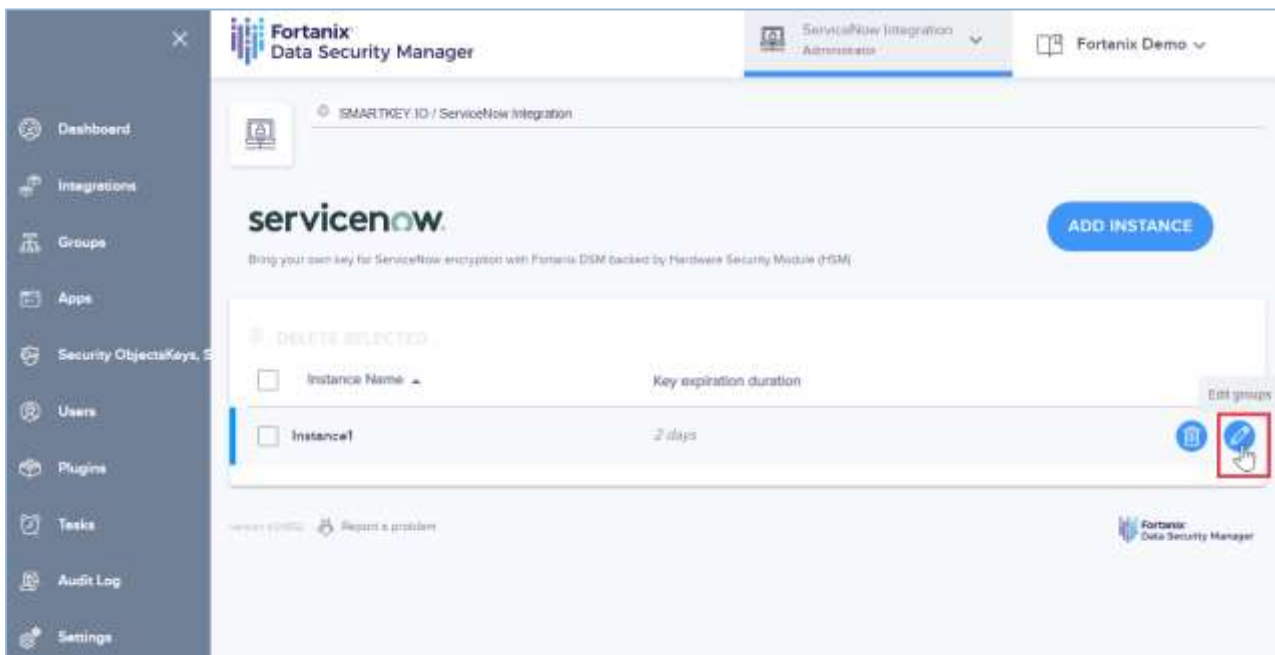 Fortanix
Data Security Manager
ServiceNow Integration
Administrator
Fortanix Demo
SMARTKEY IO / ServiceNow Integration
Dashboard
Integrations
Groups
Apps
Security ObjectsKeys, S
Users
Plugins
Tasks
Audit Log
Settings
servicenow
ADD INSTANCE
Bring your own key for ServiceNow encryption with Fortanix DSM backed by Hardware Security Module (HSM)
DELETE SELECTED
Instance Name
Key expiration duration
Edit groups
Instance1
2 days
Report a problem
Fortanix
Data Security Manager